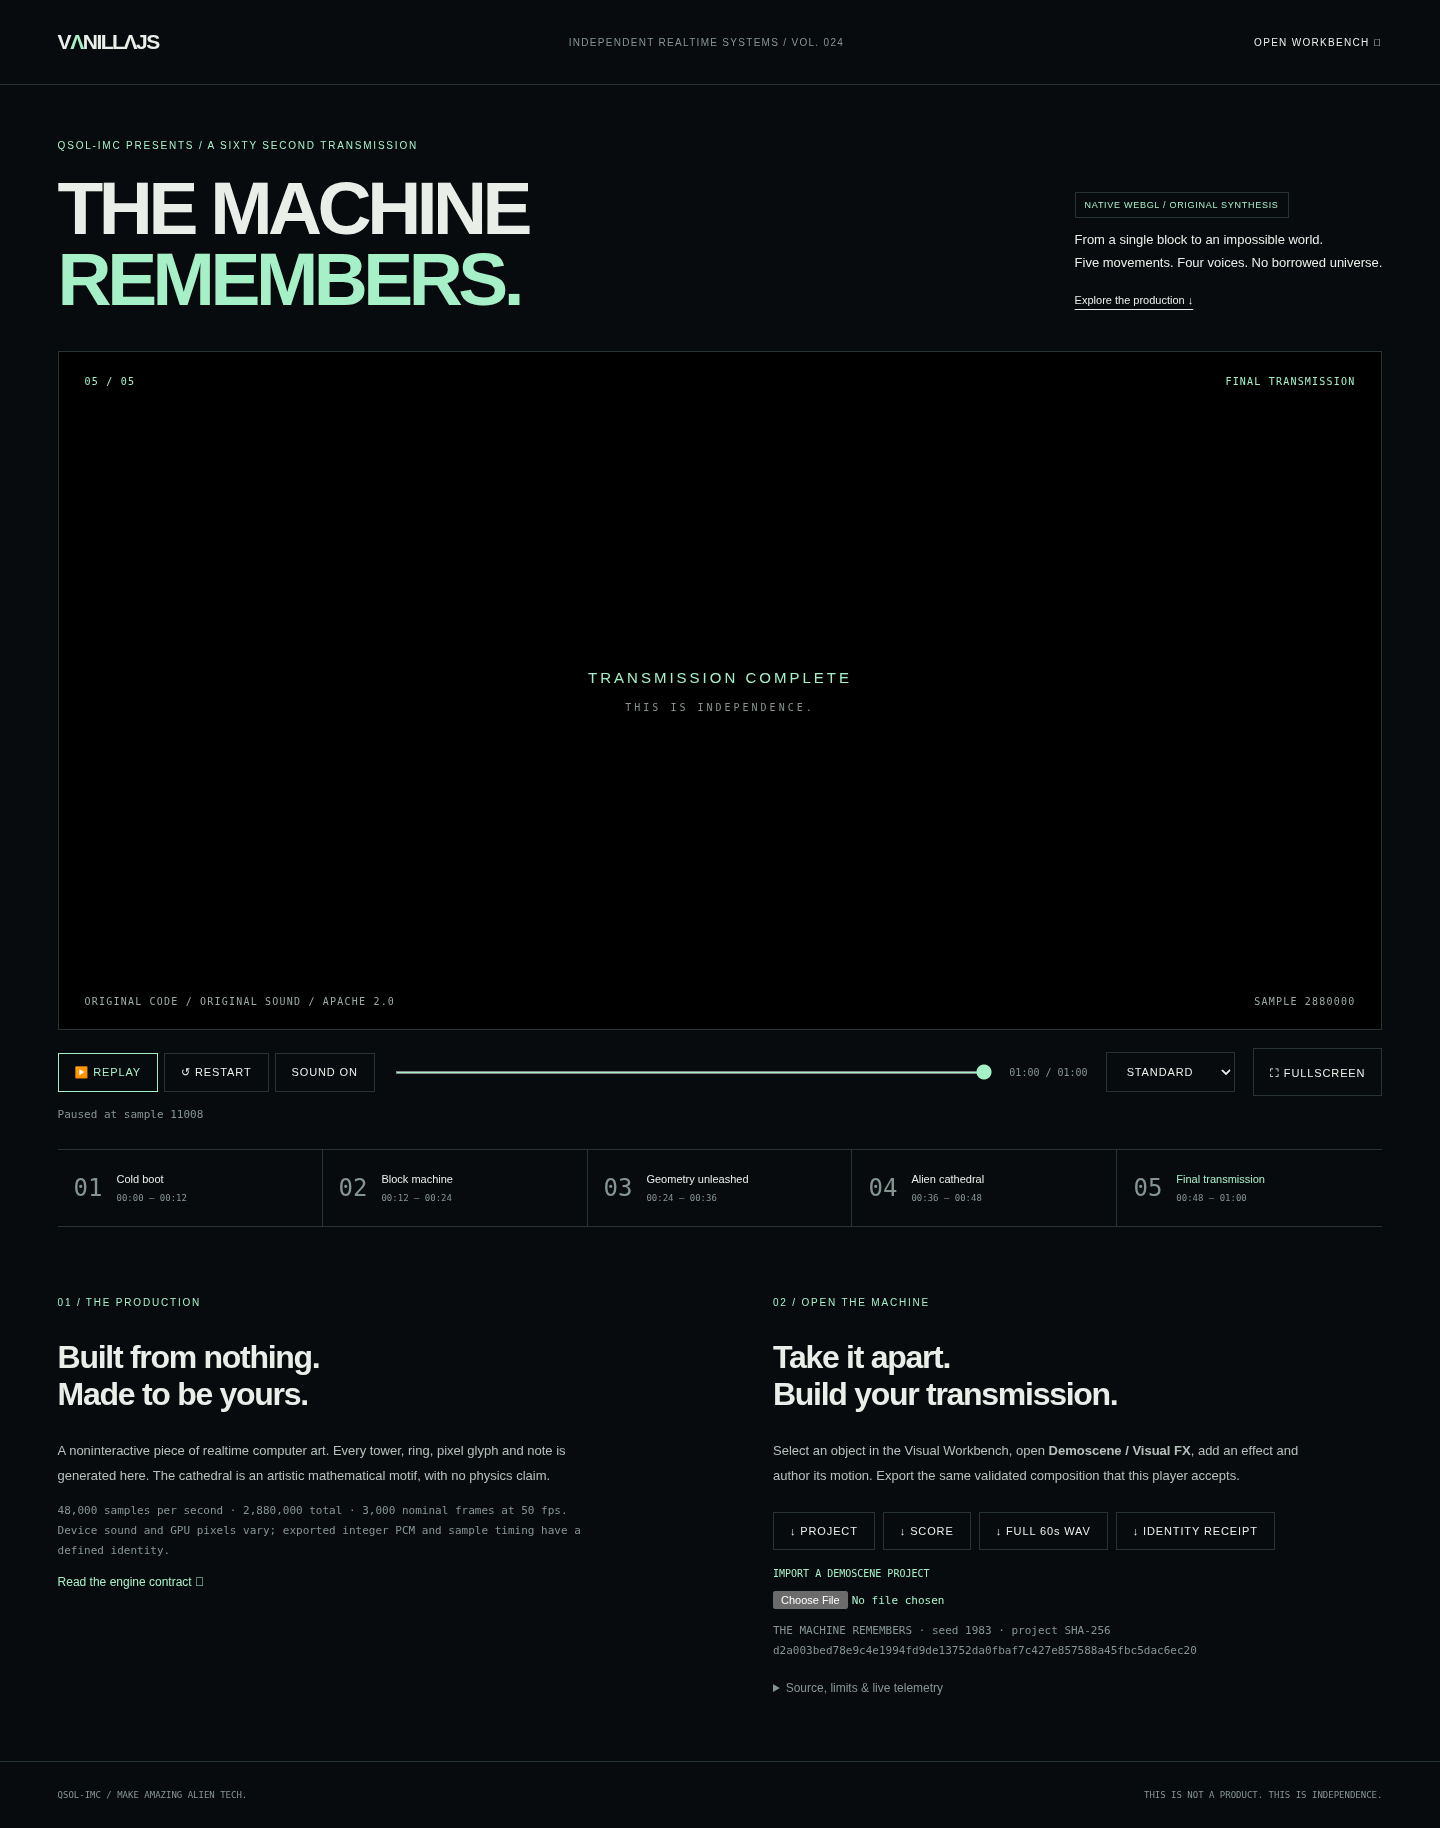 VΛNILLΛJS
INDEPENDENT REALTIME SYSTEMS / VOL. 024
OPEN WORKBENCH
QSOL-IMC PRESENTS / A SIXTY SECOND TRANSMISSION
THE MACHINE
REMEMBERS.
NATIVE WEBGL / ORIGINAL SYNTHESIS
From a single block to an impossible world.
Five movements. Four voices. No borrowed universe.
Explore the production ↓
05 / 05
FINAL TRANSMISSION
TRANSMISSION COMPLETE
THIS IS INDEPENDENCE.
ORIGINAL CODE / ORIGINAL SOUND / APACHE 2.0
SAMPLE 2880000
▶ REPLAY
↺ RESTART
SOUND ON
01:00 / 01:00
STANDARD
⛶ FULLSCREEN
Paused at sample 11008
01
Cold boot
00:00 — 00:12
02
Block machine
00:12 — 00:24
03
Geometry unleashed
00:24 — 00:36
04
Alien cathedral
00:36 — 00:48
05
Final transmission
00:48 — 01:00
01 / THE PRODUCTION
Built from nothing.
Made to be yours.
A noninteractive piece of realtime computer art. Every tower, ring, pixel glyph and note is
generated here. The cathedral is an artistic mathematical motif, with no physics claim.
48,000 samples per second · 2,880,000 total · 3,000 nominal frames at 50 fps.
Device sound and GPU pixels vary; exported integer PCM and sample timing have a
defined identity.
Read the engine contract
02 / OPEN THE MACHINE
Take it apart.
Build your transmission.
Select an object in the Visual Workbench, open Demoscene / Visual FX, add an effect and
author its motion. Export the same validated composition that this player accepts.
↓ PROJECT
↓ SCORE
↓ FULL 60s WAV
↓ IDENTITY RECEIPT
IMPORT A DEMOSCENE PROJECT
Choose File No file chosen
THE MACHINE REMEMBERS · seed 1983 · project SHA-256
d2a003bed78e9c4e1994fd9de13752da0fbaf7c427e857588a45fbc5dac6ec20
▶ Source, limits & live telemetry
QSOL-IMC / MAKE AMAZING ALIEN TECH.
THIS IS NOT A PRODUCT. THIS IS INDEPENDENCE.